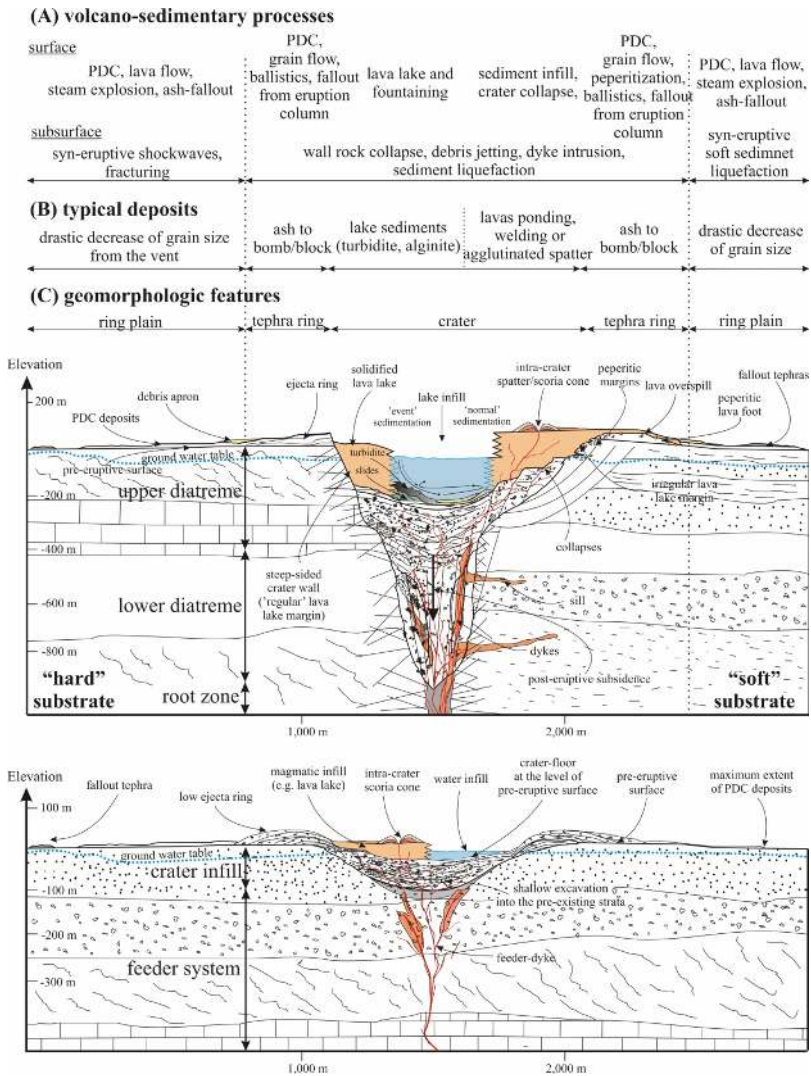 (A) volcano-sedimentary processes
surface
PDC, lava flow,
steam explosion, ash-fallout
PDC,
grain flow,
ballistics, fallout
from eruption
column
lava lake and
fountaining
sediment infill,
crater collapse,
PDC,
grain flow,
peperitization,
ballistics, fallout
from eruption
column
PDC, lava flow,
steam explosion,
ash-fallout
subsurface
syn-eruptive shockwaves,
fracturing
wall rock collapse, debris jetting, dyke intrusion,
sediment liquefaction
syn-eruptive
soft sedimnet
liquefaction
(B) typical deposits
drastic decrease of grain size
from the vent
ash to
bomb/block
lake sediments
(turbidite, alginite)
lavas ponding,
welding or
agglutinated spatter
ash to
bomb/block
drastic decrease
of grain size
(C) geomorphologic features
ring plain
tephra ring
crater
tephra ring
ring plain
Elevation
200 m
-200 m
-400 m
-600 m
-800 m
PDC deposits
debris apron
ejecta ring
solidified
lava lake
'event'
sedimentation
lake infill
'normal'
sedimentation
intra-crater
spatter/scoria cone
peperitic
margins
lava overspill
peperitic
lava foot
fallout tephras
ground water table
pre-eruptive surface
turbidite
slides
irregular lava
lake margin
upper diatreme
collapses
steep-sided
crater wall
('regular' lava
lake margin)
lower diatreme
sill
dykes
post-eruptive subsidence
"hard"
substrate
root zone
"soft"
substrate
1,000 m
2,000 m
Elevation
100 m
-100 m
-200 m
-300 m
fallout tephra
low ejecta ring
magmatic infill
(e.g. lava lake)
intra-crater
scoria cone
water infill
crater-floor
at the level of
pre-eruptive surface
pre-eruptive
surface
maximum extent
of PDC deposits
ground water table
crater infill
shallow excavation
into the pre-existing strata
feeder system
feeder-dyke
1,000 m
2,000 m